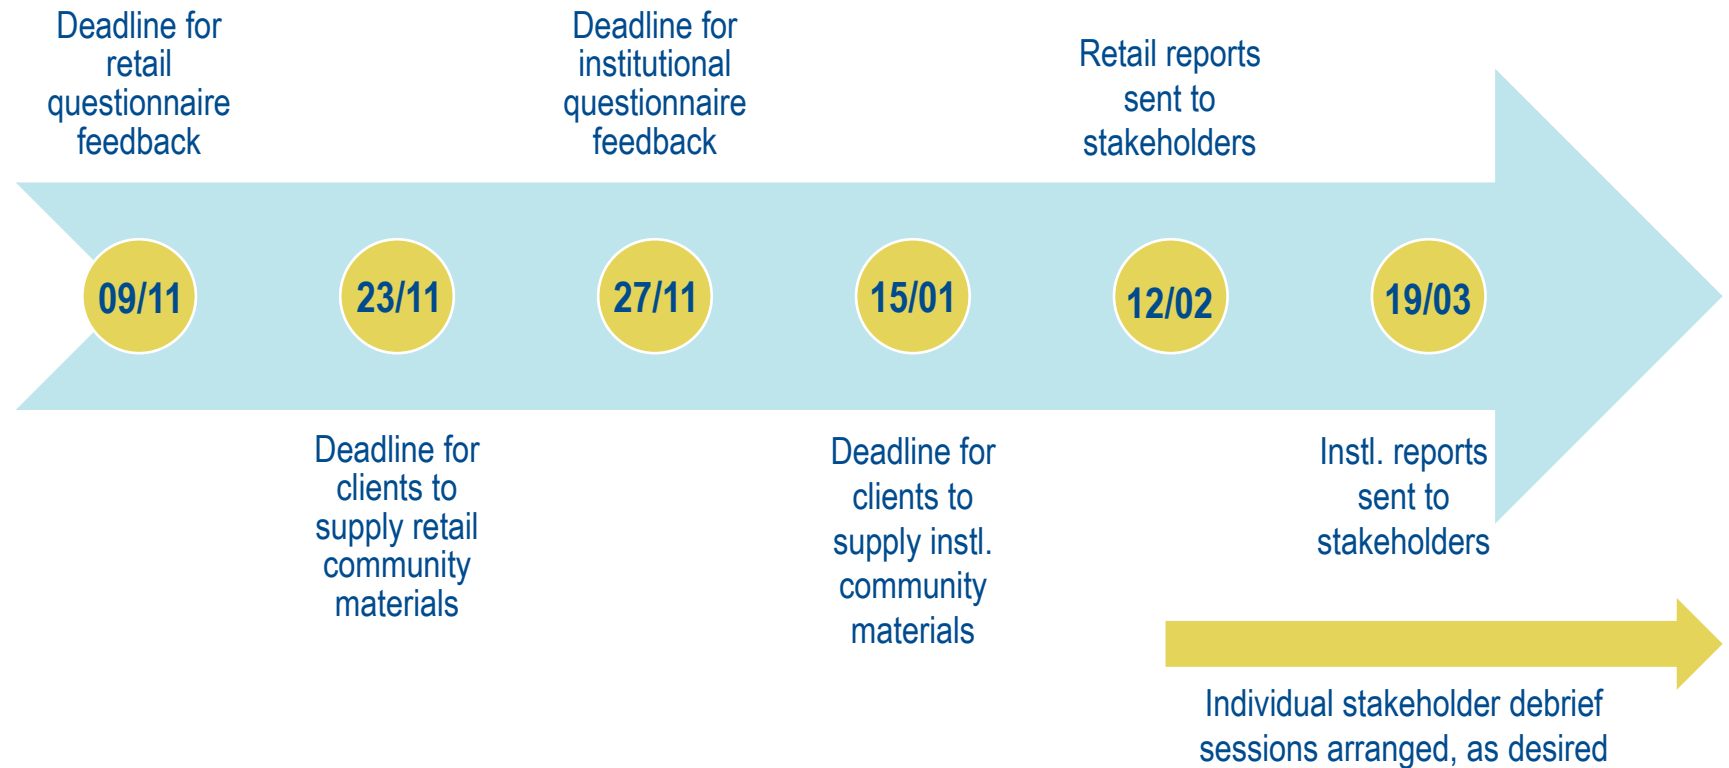 Deadline for
retail
questionnaire
feedback
Deadline for
institutional
questionnaire
feedback
Retail reports
sent to
stakeholders
09/11
23/11
27/11
15/01
12/02
19/03
Deadline for
clients to
supply retail
community
materials
Deadline for
clients to
supply instl.
community
materials
Instl. reports
sent to
stakeholders
Individual stakeholder debrief
sessions arranged, as desired